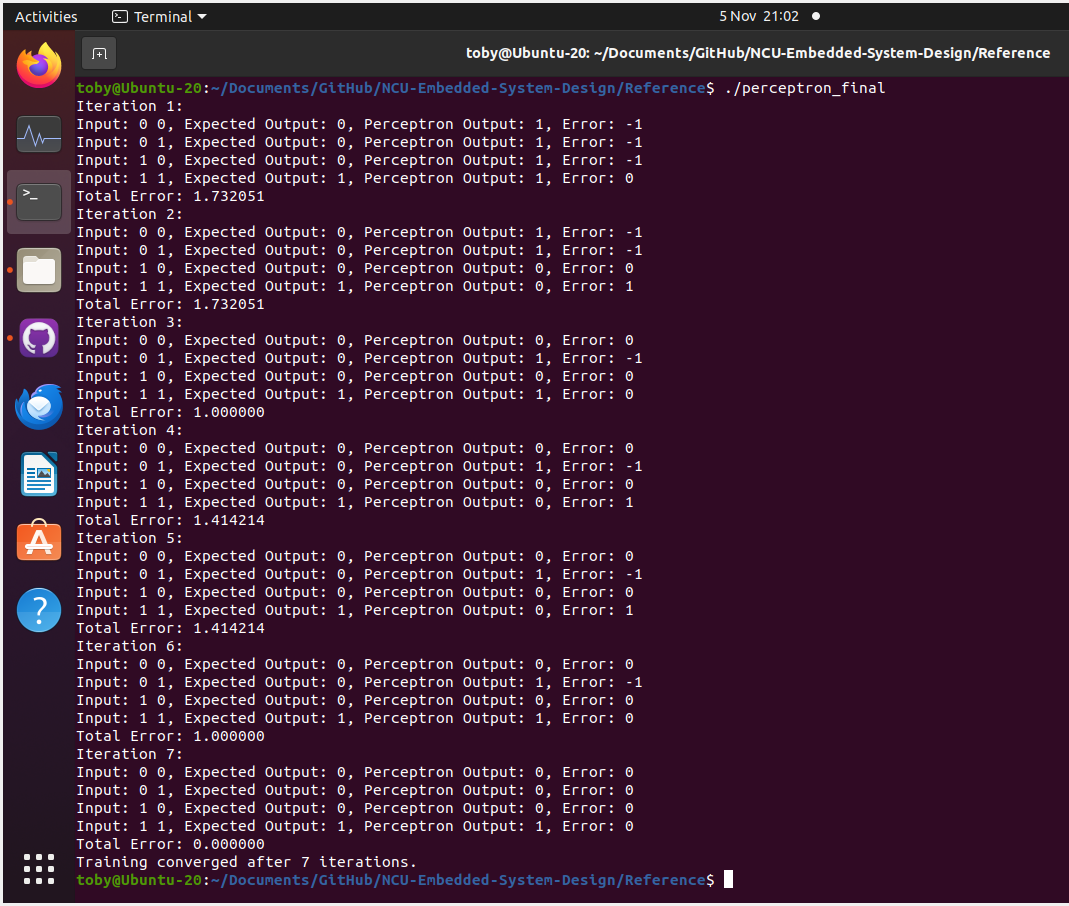 Activities
Terminal
5 Nov 21:02
toby@Ubuntu-20: ~/Documents/GitHub/NCU-Embedded-System-Design/Reference
toby@Ubuntu-20:~/Documents/GitHub/NCU-Embedded-System-Design/Reference$ ./perceptron_final
Iteration 1:
Input: 0 0, Expected Output: 0, Perceptron Output: 1, Error: -1
Input: 0 1, Expected Output: 0, Perceptron Output: 1, Error: -1
Input: 1 0, Expected Output: 0, Perceptron Output: 1, Error: -1
Input: 1 1, Expected Output: 1, Perceptron Output: 1, Error: 0
Total Error: 1.732051
Iteration 2:
Input: 0 0, Expected Output: 0, Perceptron Output: 1, Error: -1
Input: 0 1, Expected Output: 0, Perceptron Output: 1, Error: -1
Input: 1 0, Expected Output: 0, Perceptron Output: 0, Error: 0
Input: 1 1, Expected Output: 1, Perceptron Output: 0, Error: 1
Total Error: 1.732051
Iteration 3:
Input: 0 0, Expected Output: 0, Perceptron Output: 0, Error: 0
Input: 0 1, Expected Output: 0, Perceptron Output: 1, Error: -1
Input: 1 0, Expected Output: 0, Perceptron Output: 0, Error: 0
Input: 1 1, Expected Output: 1, Perceptron Output: 1, Error: 0
Total Error: 1.000000
Iteration 4:
Input: 0 0, Expected Output: 0, Perceptron Output: 0, Error: 0
Input: 0 1, Expected Output: 0, Perceptron Output: 1, Error: -1
Input: 1 0, Expected Output: 0, Perceptron Output: 0, Error: 0
Input: 1 1, Expected Output: 1, Perceptron Output: 0, Error: 1
Total Error: 1.414214
Iteration 5:
Input: 0 0, Expected Output: 0, Perceptron Output: 0, Error: 0
Input: 0 1, Expected Output: 0, Perceptron Output: 1, Error: -1
Input: 1 0, Expected Output: 0, Perceptron Output: 0, Error: 0
Input: 1 1, Expected Output: 1, Perceptron Output: 0, Error: 1
Total Error: 1.414214
Iteration 6:
Input: 0 0, Expected Output: 0, Perceptron Output: 0, Error: 0
Input: 0 1, Expected Output: 0, Perceptron Output: 1, Error: -1
Input: 1 0, Expected Output: 0, Perceptron Output: 0, Error: 0
Input: 1 1, Expected Output: 1, Perceptron Output: 1, Error: 0
Total Error: 1.000000
Iteration 7:
Input: 0 0, Expected Output: 0, Perceptron Output: 0, Error: 0
Input: 0 1, Expected Output: 0, Perceptron Output: 0, Error: 0
Input: 1 0, Expected Output: 0, Perceptron Output: 0, Error: 0
Input: 1 1, Expected Output: 1, Perceptron Output: 1, Error: 0
Total Error: 0.000000
Training converged after 7 iterations.
toby@Ubuntu-20:~/Documents/GitHub/NCU-Embedded-System-Design/Reference$